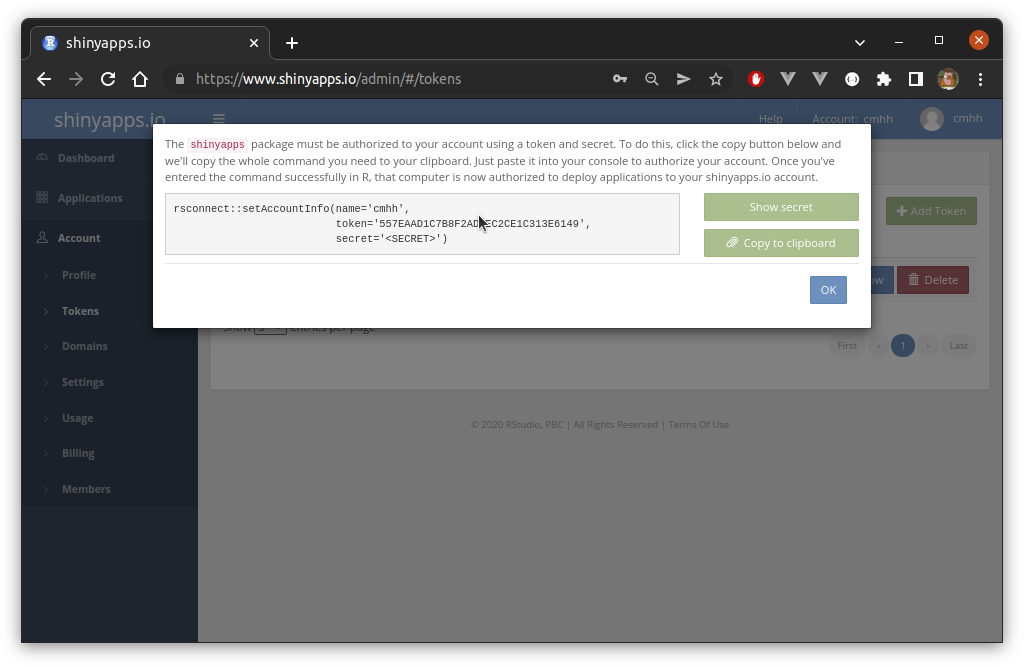 shinyapps.io
https://www.shinyapps.io/admin/#/tokens
shinyapps.io
Help
Account: cmhh
cmhh
The shinyapps package must be authorized to your account using a token and secret. To do this, click the copy button below and
we'll copy the whole command you need to your clipboard. Just paste it into your console to authorize your account. Once you've
entered the command successfully in R, that computer is now authorized to deploy applications to your shinyapps.io account.
rsconnect::setAccountInfo(name='cmhh',
secret='<SECRET>')
Show secret
Copy to clipboard
OK
Dashboard
Applications
Account
Profile
Tokens
Domains
Settings
Usage
Billing
Members
Add Token
Delete
entries per page
First
‹
1
›
Last
© 2020 RStudio, PBC | All Rights Reserved | Terms Of Use